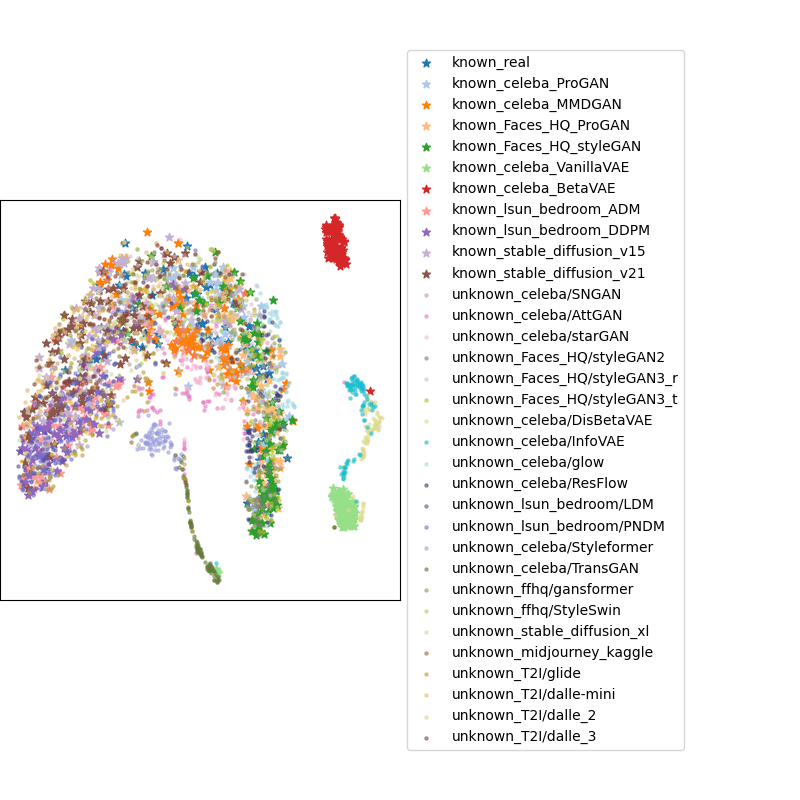 known_real
known_celeba_ProGAN
known_celeba_MMDGAN
known_Faces_HQ_ProGAN
known_Faces_HQ_styleGAN
known_celeba_VanillaVAE
known_celeba_BetaVAE
known_lsun_bedroom_ADM
known_lsun_bedroom_DDPM
known_stable_diffusion_v15
known_stable_diffusion_v21
unknown_celeba/SNGAN
unknown_celeba/AttGAN
unknown_celeba/starGAN
unknown_Faces_HQ/styleGAN2
unknown_Faces_HQ/styleGAN3_r
unknown_Faces_HQ/styleGAN3_t
unknown_celeba/DisBetaVAE
unknown_celeba/InfoVAE
unknown_celeba/glow
unknown_celeba/ResFlow
unknown_lsun_bedroom/LDM
unknown_lsun_bedroom/PNDM
unknown_celeba/Styleformer
unknown_celeba/TransGAN
unknown_ffhq/gansformer
unknown_ffhq/StyleSwin
unknown_stable_diffusion_xl
unknown_midjourney_kaggle
unknown_T2I/glide
unknown_T2I/dalle-mini
unknown_T2I/dalle_2
unknown_T2I/dalle_3